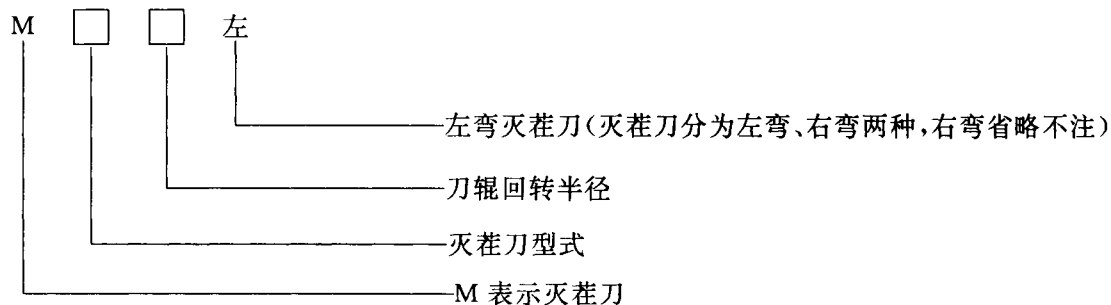 M □ □ 左
左弯灭茬刀(灭茬刀分为左弯、右弯两种,右弯省略不注)
刀辊回转半径
灭茬刀型式
M 表示灭茬刀